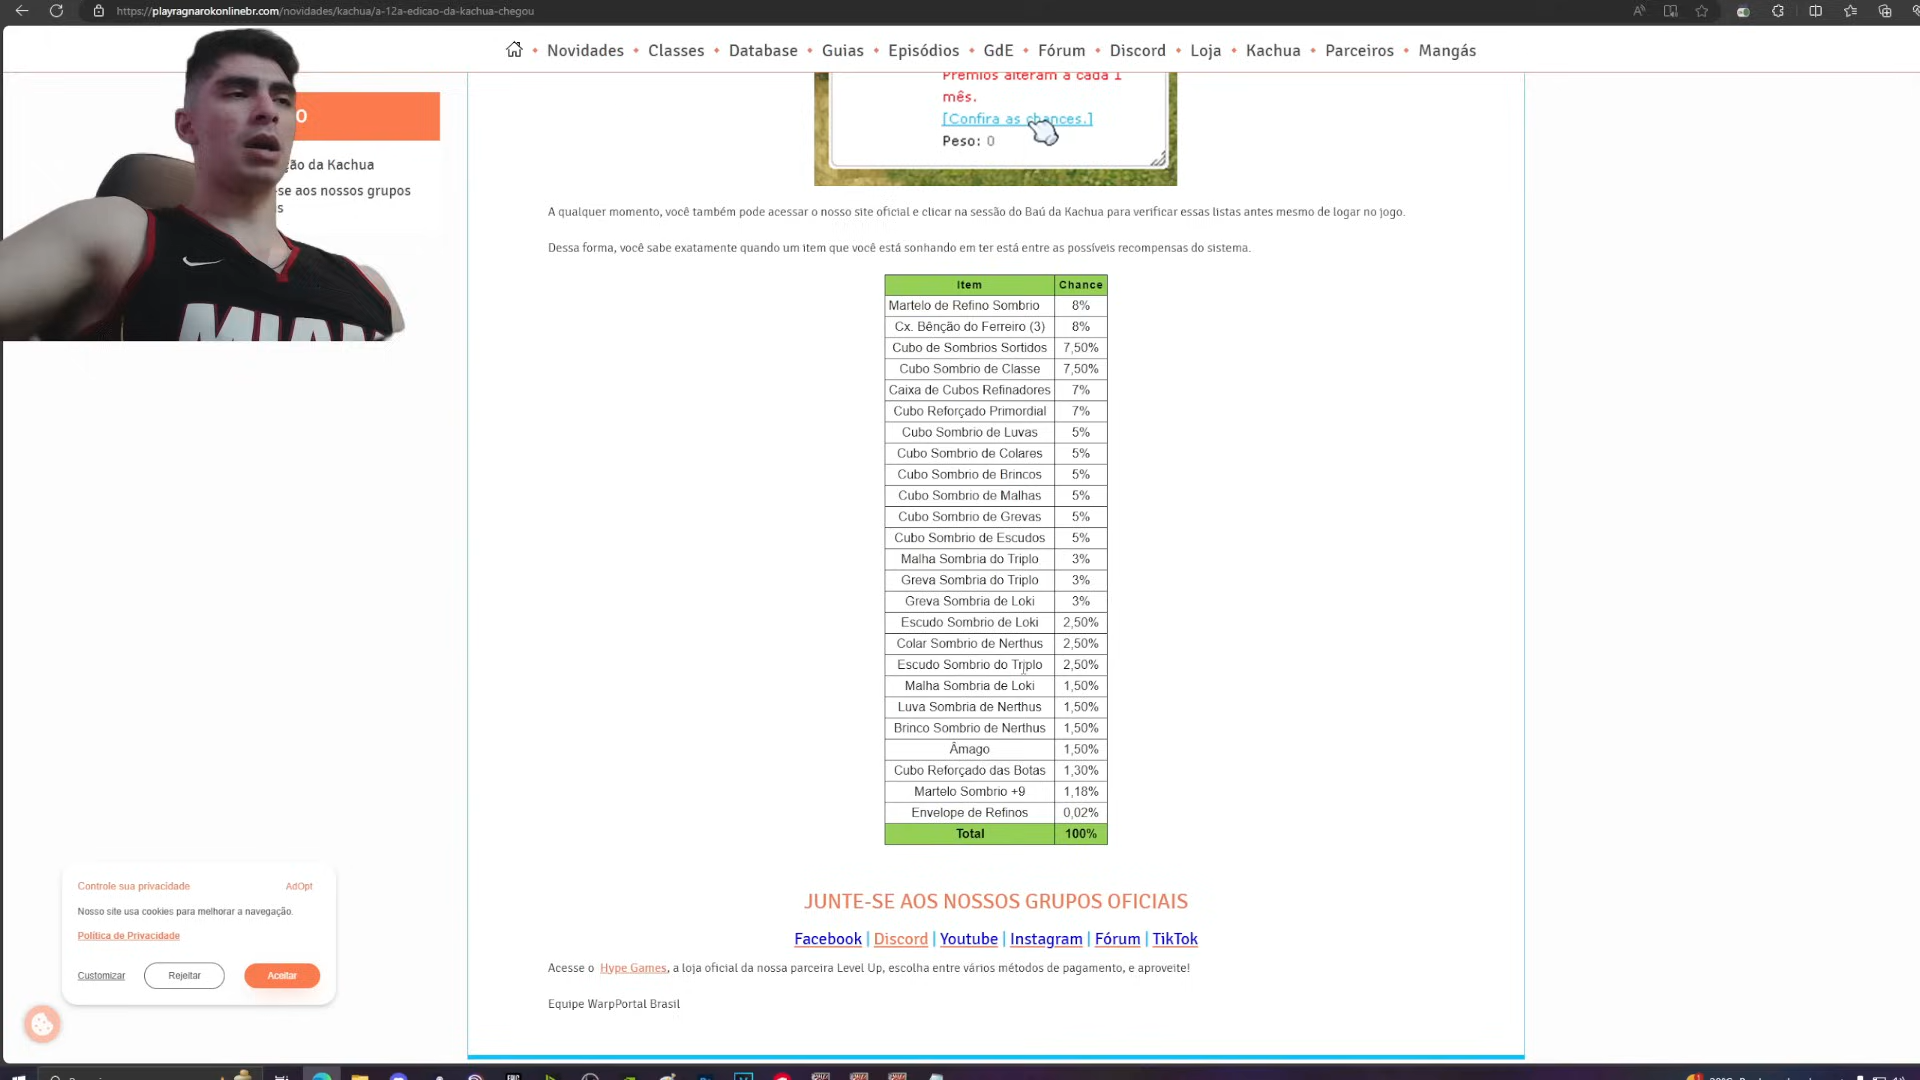 https://playragnarokonlinebr.com/novidades/kachua/a-12a-edicao-da-kachua-chegou
Novidades • Classes • Database • Guias • Episódios • GdE • Fórum • Discord • Loja • Kachua • Parceiros • Mangás
O
ção da Kachua
-se aos nossos grupos
s
MIAMI
Prêmios alteram a cada 1
mês.
[Confira as chances.]
Peso: 0
A qualquer momento, você também pode acessar o nosso site oficial e clicar na sessão do Baú da Kachua para verificar essas listas antes mesmo de logar no jogo.
Dessa forma, você sabe exatamente quando um item que você está sonhando em ter está entre as possíveis recompensas do sistema.
Item Chance
Martelo de Refino Sombrio 8%
Cx. Bênção do Ferreiro (3) 8%
Cubo de Sombrios Sortidos 7,50%
Cubo Sombrio de Classe 7,50%
Caixa de Cubos Refinadores 7%
Cubo Reforçado Primordial 7%
Cubo Sombrio de Luvas 5%
Cubo Sombrio de Colares 5%
Cubo Sombrio de Brincos 5%
Cubo Sombrio de Malhas 5%
Cubo Sombrio de Grevas 5%
Cubo Sombrio de Escudos 5%
Malha Sombria do Triplo 3%
Greva Sombria do Triplo 3%
Greva Sombria de Loki 3%
Escudo Sombrio de Loki 2,50%
Colar Sombrio de Nerthus 2,50%
Escudo Sombrio do Triplo 2,50%
Malha Sombria de Loki 1,50%
Luva Sombria de Nerthus 1,50%
Brinco Sombrio de Nerthus 1,50%
Âmago 1,50%
Cubo Reforçado das Botas 1,30%
Martelo Sombrio +9 1,18%
Envelope de Refinos 0,02%
Total 100%
JUNTE-SE AOS NOSSOS GRUPOS OFICIAIS
Facebook | Discord | Youtube | Instagram | Fórum | TikTok
Acesse o Hype Games, a loja oficial da nossa parceira Level Up, escolha entre vários métodos de pagamento, e aproveite!
Equipe WarpPortal Brasil
Controle sua privacidade AdOpt
Nosso site usa cookies para melhorar a navegação.
Política de Privacidade
Customizar Rejeitar Aceitar